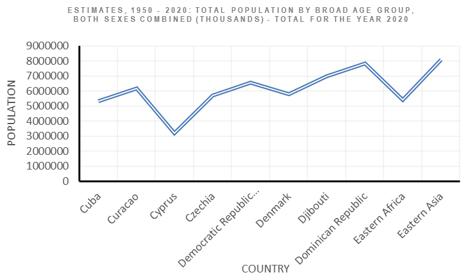 ESTIMATES, 1950 - 2020: TOTAL POPULATION BY BROAD AGE GROUP,
BOTH SEXES COMBINED (THOUSANDS) - TOTAL FOR THE YEAR 2020
9000000
8000000
7000000
6000000
5000000
4000000
3000000
2000000
1000000
0
POPULATION
Cuba
Curacao
Cyprus
Czechia
Democratic Republic...
Denmark
Djibouti
Dominican Republic
Eastern Africa
Eastern Asia
COUNTRY